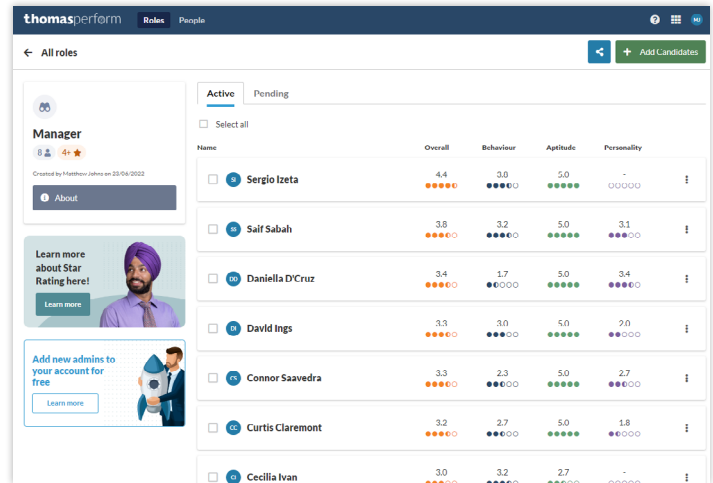 thomasperform Roles People MJ
← All roles + Add Candidates
Manager
8 4+
Created by Matthew Johns on 23/06/2022
About
Learn more
about Star
Rating here!
Learn more
Add new admins to
your account for
free
Learn more
Active Pending
Select all
Name Overall Behaviour Aptitude Personality
SI Sergio Izeta 4.4 3.8 5.0 -
SS Saif Sabah 3.8 3.2 5.0 3.1
DD Daniella D'Cruz 3.4 1.7 5.0 3.4
DI David Ings 3.3 3.0 5.0 2.0
CS Connor Saavedra 3.3 2.3 5.0 2.7
CC Curtis Claremont 3.2 2.7 5.0 1.8
CI Cecilia Ivan 3.0 3.2 2.7 -